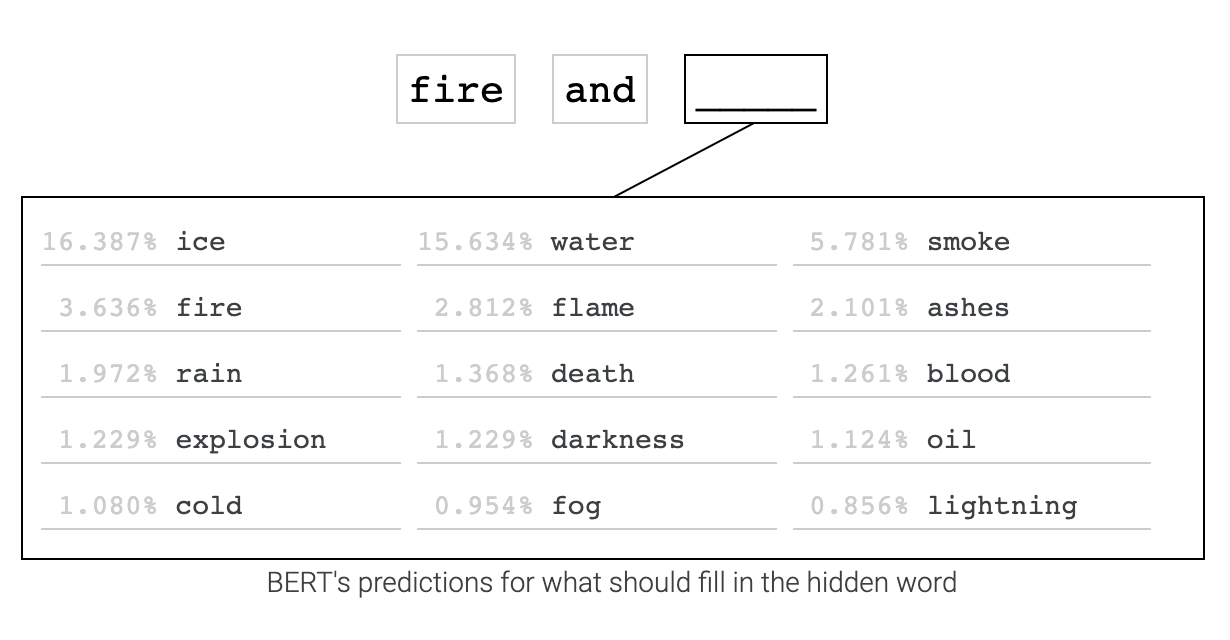 fire and _____
16.387% ice 15.634% water 5.781% smoke
3.636% fire 2.812% flame 2.101% ashes
1.972% rain 1.368% death 1.261% blood
1.229% explosion 1.229% darkness 1.124% oil
1.080% cold 0.954% fog 0.856% lightning
BERT's predictions for what should fill in the hidden word